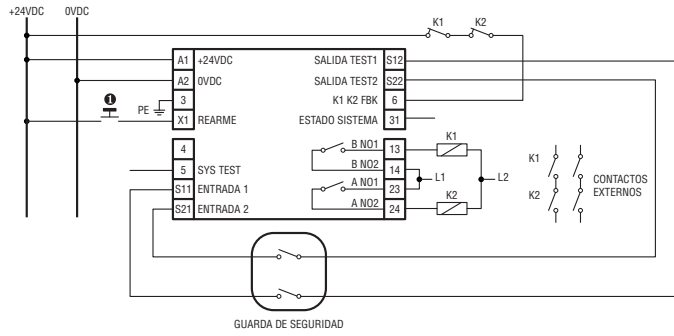 +24VDC 0VDC
K1 K2
A1 +24VDC SALIDA TEST1 S12
A2 0VDC SALIDA TEST2 S22
1
PE 3 K1 K2 FBK 6
X1 REARME ESTADO SISTEMA 31
4 B NO1 13 K1
5 SYS TEST B NO2 14 L1 L2
S11 ENTRADA 1 A NO1 23
S21 ENTRADA 2 A NO2 24 K2
K1
K2
CONTACTOS
EXTERNOS
GUARDA DE SEGURIDAD